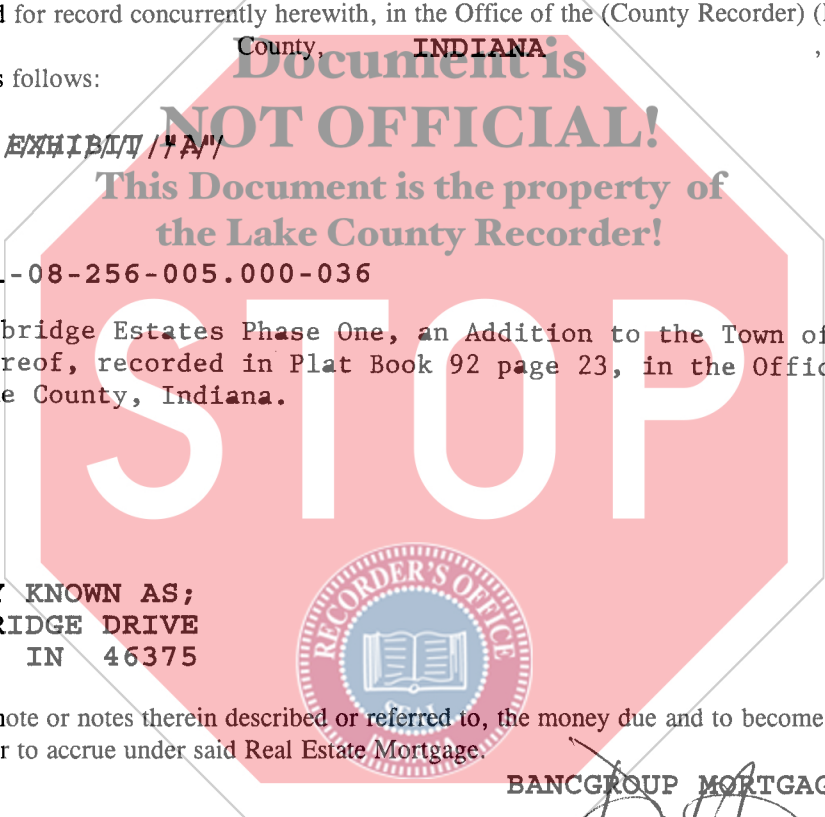 for record concurrently herewith, in the Office of the (County Recorder)
County, INDIANA ,
follows:
Document is
NOT OFFICIAL!
EXHIBIT "A"
This Document is the property of
the Lake County Recorder!
-08-256-005.000-036
bridge Estates Phase One, an Addition to the Town of
reof, recorded in Plat Book 92 page 23, in the Offic
e County, Indiana.
STOP
KNOWN AS;
RIDGE DRIVE
IN 46375
RECORDER'S OFFICE
SEAL
note or notes therein described or referred to, the money due and to become
r to accrue under said Real Estate Mortgage.
BANCGROUP MORTGAG